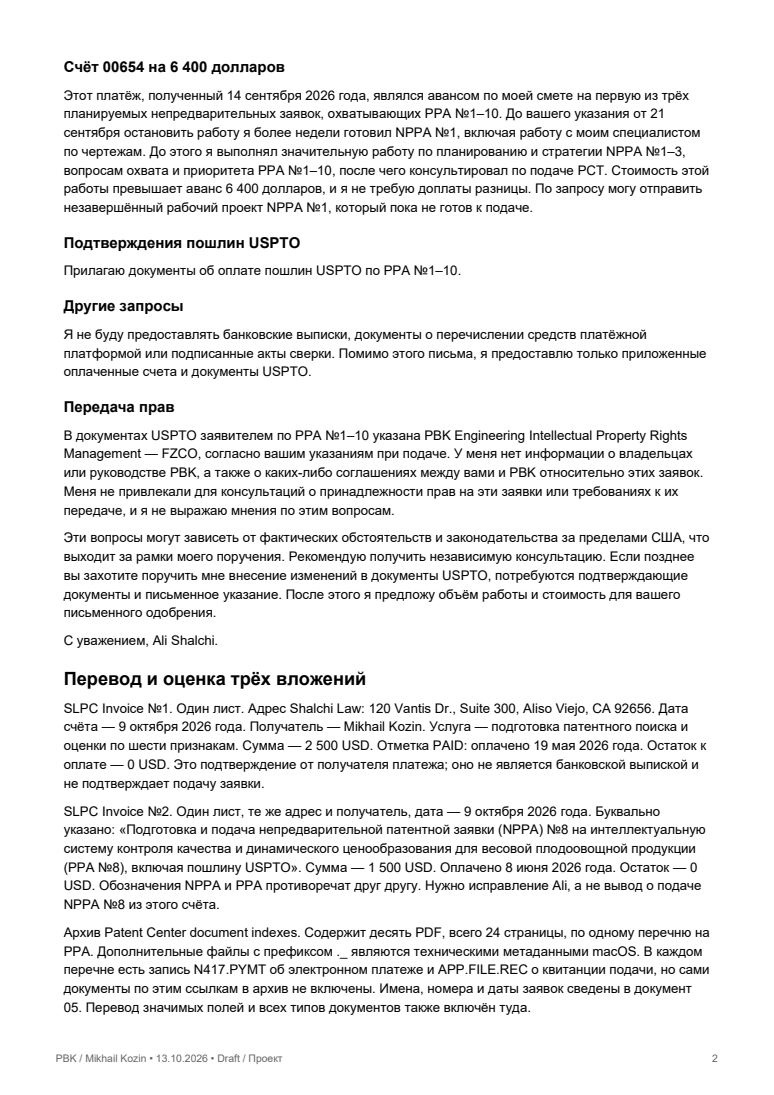 Счёт 00654 на 6 400 долларов
Этот платёж, полученный 14 сентября 2026 года, являлся авансом по моей смете на первую из трёх
планируемых непредварительных заявок, охватывающих PPA №1–10. До вашего указания от 21
сентября остановить работу я более недели готовил NPPA №1, включая работу с моим специалистом
по чертежам. До этого я выполнял значительную работу по планированию и стратегии NPPA №1–3,
вопросам охвата и приоритета PPA №1–10, после чего консультировал по подаче PCT. Стоимость этой
работы превышает аванс 6 400 долларов, и я не требую доплаты разницы. По запросу могу отправить
незавершённый рабочий проект NPPA №1, который пока не готов к подаче.
Подтверждения пошлин USPTO
Прилагаю документы об оплате пошлин USPTO по PPA №1–10.
Другие запросы
Я не буду предоставлять банковские выписки, документы о перечислении средств платёжной
платформой или подписанные акты сверки. Помимо этого письма, я предоставлю только приложенные
оплаченные счета и документы USPTO.
Передача прав
В документах USPTO заявителем по PPA №1–10 указана PBK Engineering Intellectual Property Rights
Management — FZCO, согласно вашим указаниям при подаче. У меня нет информации о владельцах
или руководстве PBK, а также о каких-либо соглашениях между вами и PBK относительно этих заявок.
Меня не привлекали для консультаций о принадлежности прав на эти заявки или требованиях к их
передаче, и я не выражаю мнения по этим вопросам.
Эти вопросы могут зависеть от фактических обстоятельств и законодательства за пределами США, что
выходит за рамки моего поручения. Рекомендую получить независимую консультацию. Если позднее
вы захотите поручить мне внесение изменений в документы USPTO, потребуются подтверждающие
документы и письменное указание. После этого я предложу объём работы и стоимость для вашего
письменного одобрения.
С уважением, Ali Shalchi.
Перевод и оценка трёх вложений
SLPC Invoice №1. Один лист. Адрес Shalchi Law: 120 Vantis Dr., Suite 300, Aliso Viejo, CA 92656. Дата
счёта — 9 октября 2026 года. Получатель — Mikhail Kozin. Услуга — подготовка патентного поиска и
оценки по шести признакам. Сумма — 2 500 USD. Отметка PAID: оплачено 19 мая 2026 года. Остаток к
оплате — 0 USD. Это подтверждение от получателя платежа; оно не является банковской выпиской и
не подтверждает подачу заявки.
SLPC Invoice №2. Один лист, те же адрес и получатель, дата — 9 октября 2026 года. Буквально
указано: «Подготовка и подача непредварительной патентной заявки (NPPA) №8 на интеллектуальную
систему контроля качества и динамического ценообразования для весовой плодоовощной продукции
(PPA №8), включая пошлину USPTO». Сумма — 1 500 USD. Оплачено 8 июня 2026 года. Остаток — 0
USD. Обозначения NPPA и PPA противоречат друг другу. Нужно исправление Ali, а не вывод о подаче
NPPA №8 из этого счёта.
Архив Patent Center document indexes. Содержит десять PDF, всего 24 страницы, по одному перечню на
PPA. Дополнительные файлы с префиксом ._ являются техническими метаданными macOS. В каждом
перечне есть запись N417.PYMT об электронном платеже и APP.FILE.REC о квитанции подачи, но сами
документы по этим ссылкам в архив не включены. Имена, номера и даты заявок сведены в документ
05. Перевод значимых полей и всех типов документов также включён туда.
PBK / Mikhail Kozin • 13.10.2026 • Draft / Проект
2